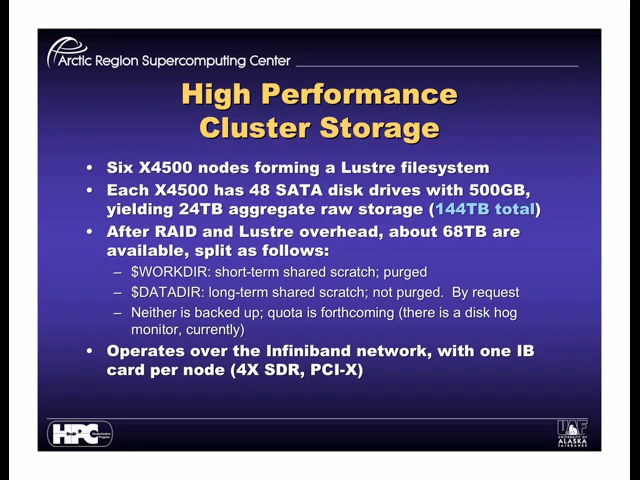 Arctic Region Supercomputing Center
High Performance
Cluster Storage
• Six X4500 nodes forming a Lustre filesystem
• Each X4500 has 48 SATA disk drives with 500GB,
yielding 24TB aggregate raw storage (144TB total)
• After RAID and Lustre overhead, about 68TB are
available, split as follows:
– $WORKDIR: short-term shared scratch; purged
– $DATADIR: long-term shared scratch; not purged. By request
– Neither is backed up; quota is forthcoming (there is a disk hog
monitor, currently)
• Operates over the Infiniband network, with one IB
card per node (4X SDR, PCI-X)
HPC
UAF
UNIVERSITY OF
ALASKA
FAIRBANKS